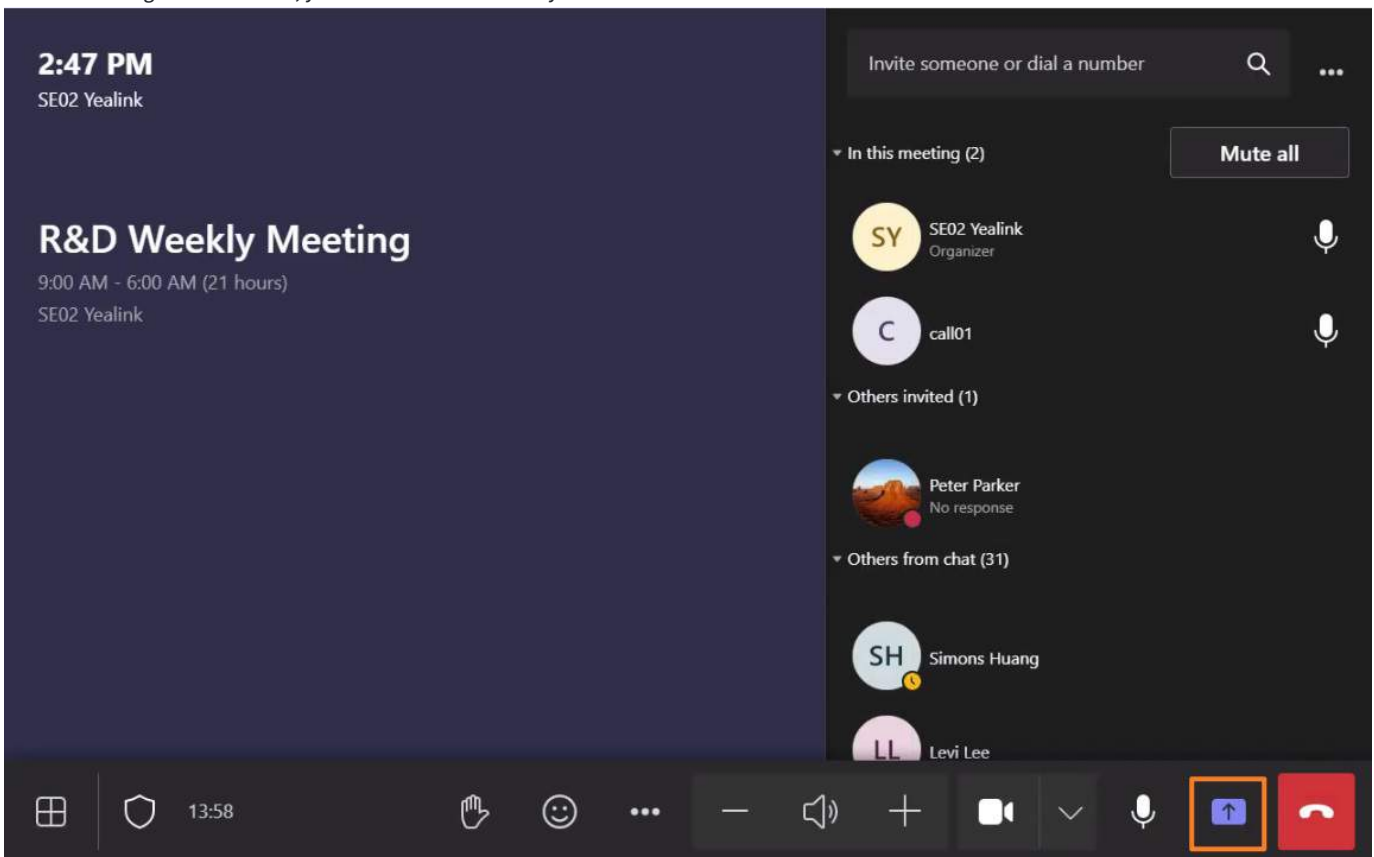 2:47 PM
SE02 Yealink
R&D Weekly Meeting
9:00 AM - 6:00 AM (21 hours)
SE02 Yealink
Invite someone or dial a number
In this meeting (2)
Mute all
SY
SE02 Yealink
Organizer
C
call01
Others invited (1)
Peter Parker
No response
Others from chat (31)
SH
Simons Huang
LL
Levi Lee
13:58